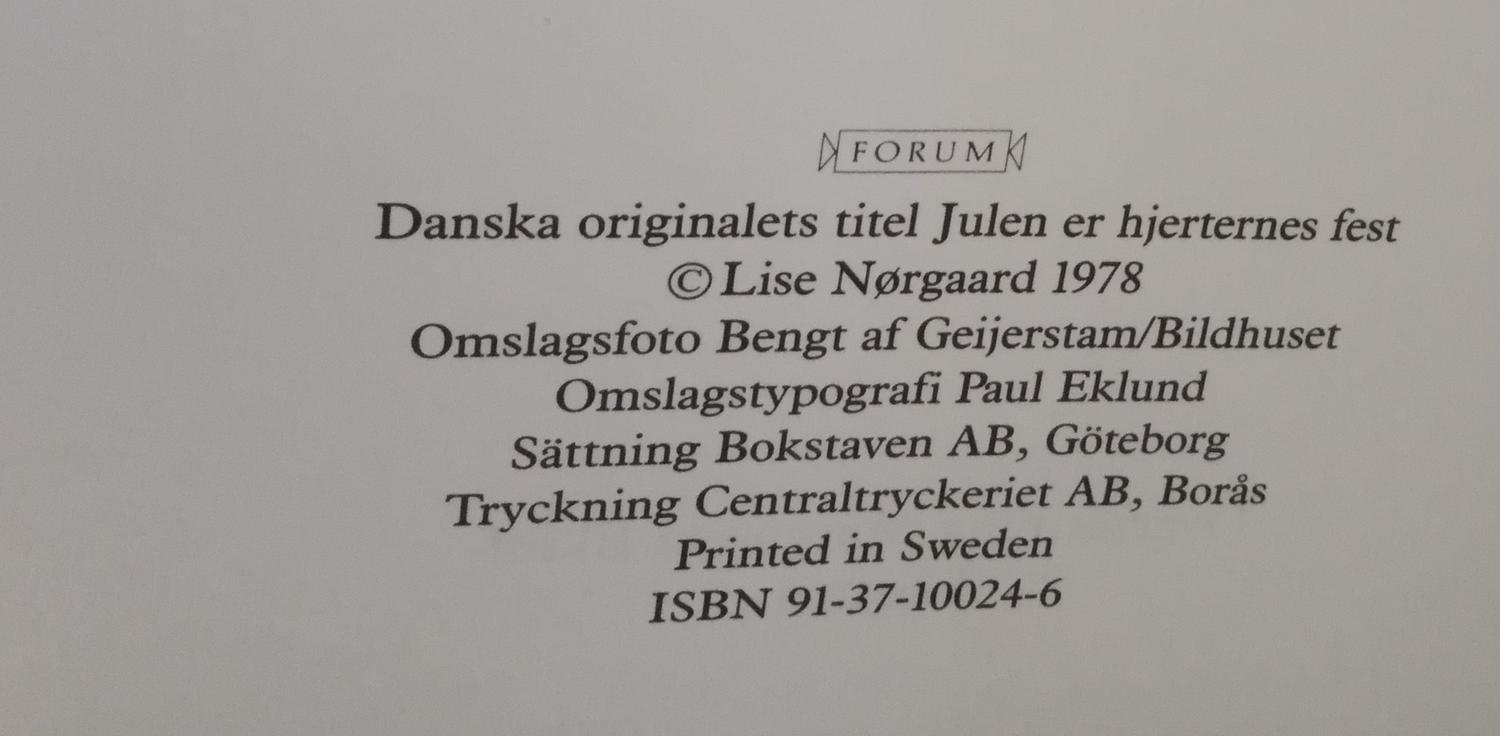 FORUM
Danska originalets titel Julen er hjerternes fest
© Lise Nørgaard 1978
Omslagsfoto Bengt af Geijerstam/Bildhuset
Omslagstypografi Paul Eklund
Sättning Bokstaven AB, Göteborg
Tryckning Centraltryckeriet AB, Borås
Printed in Sweden
ISBN 91-37-10024-6